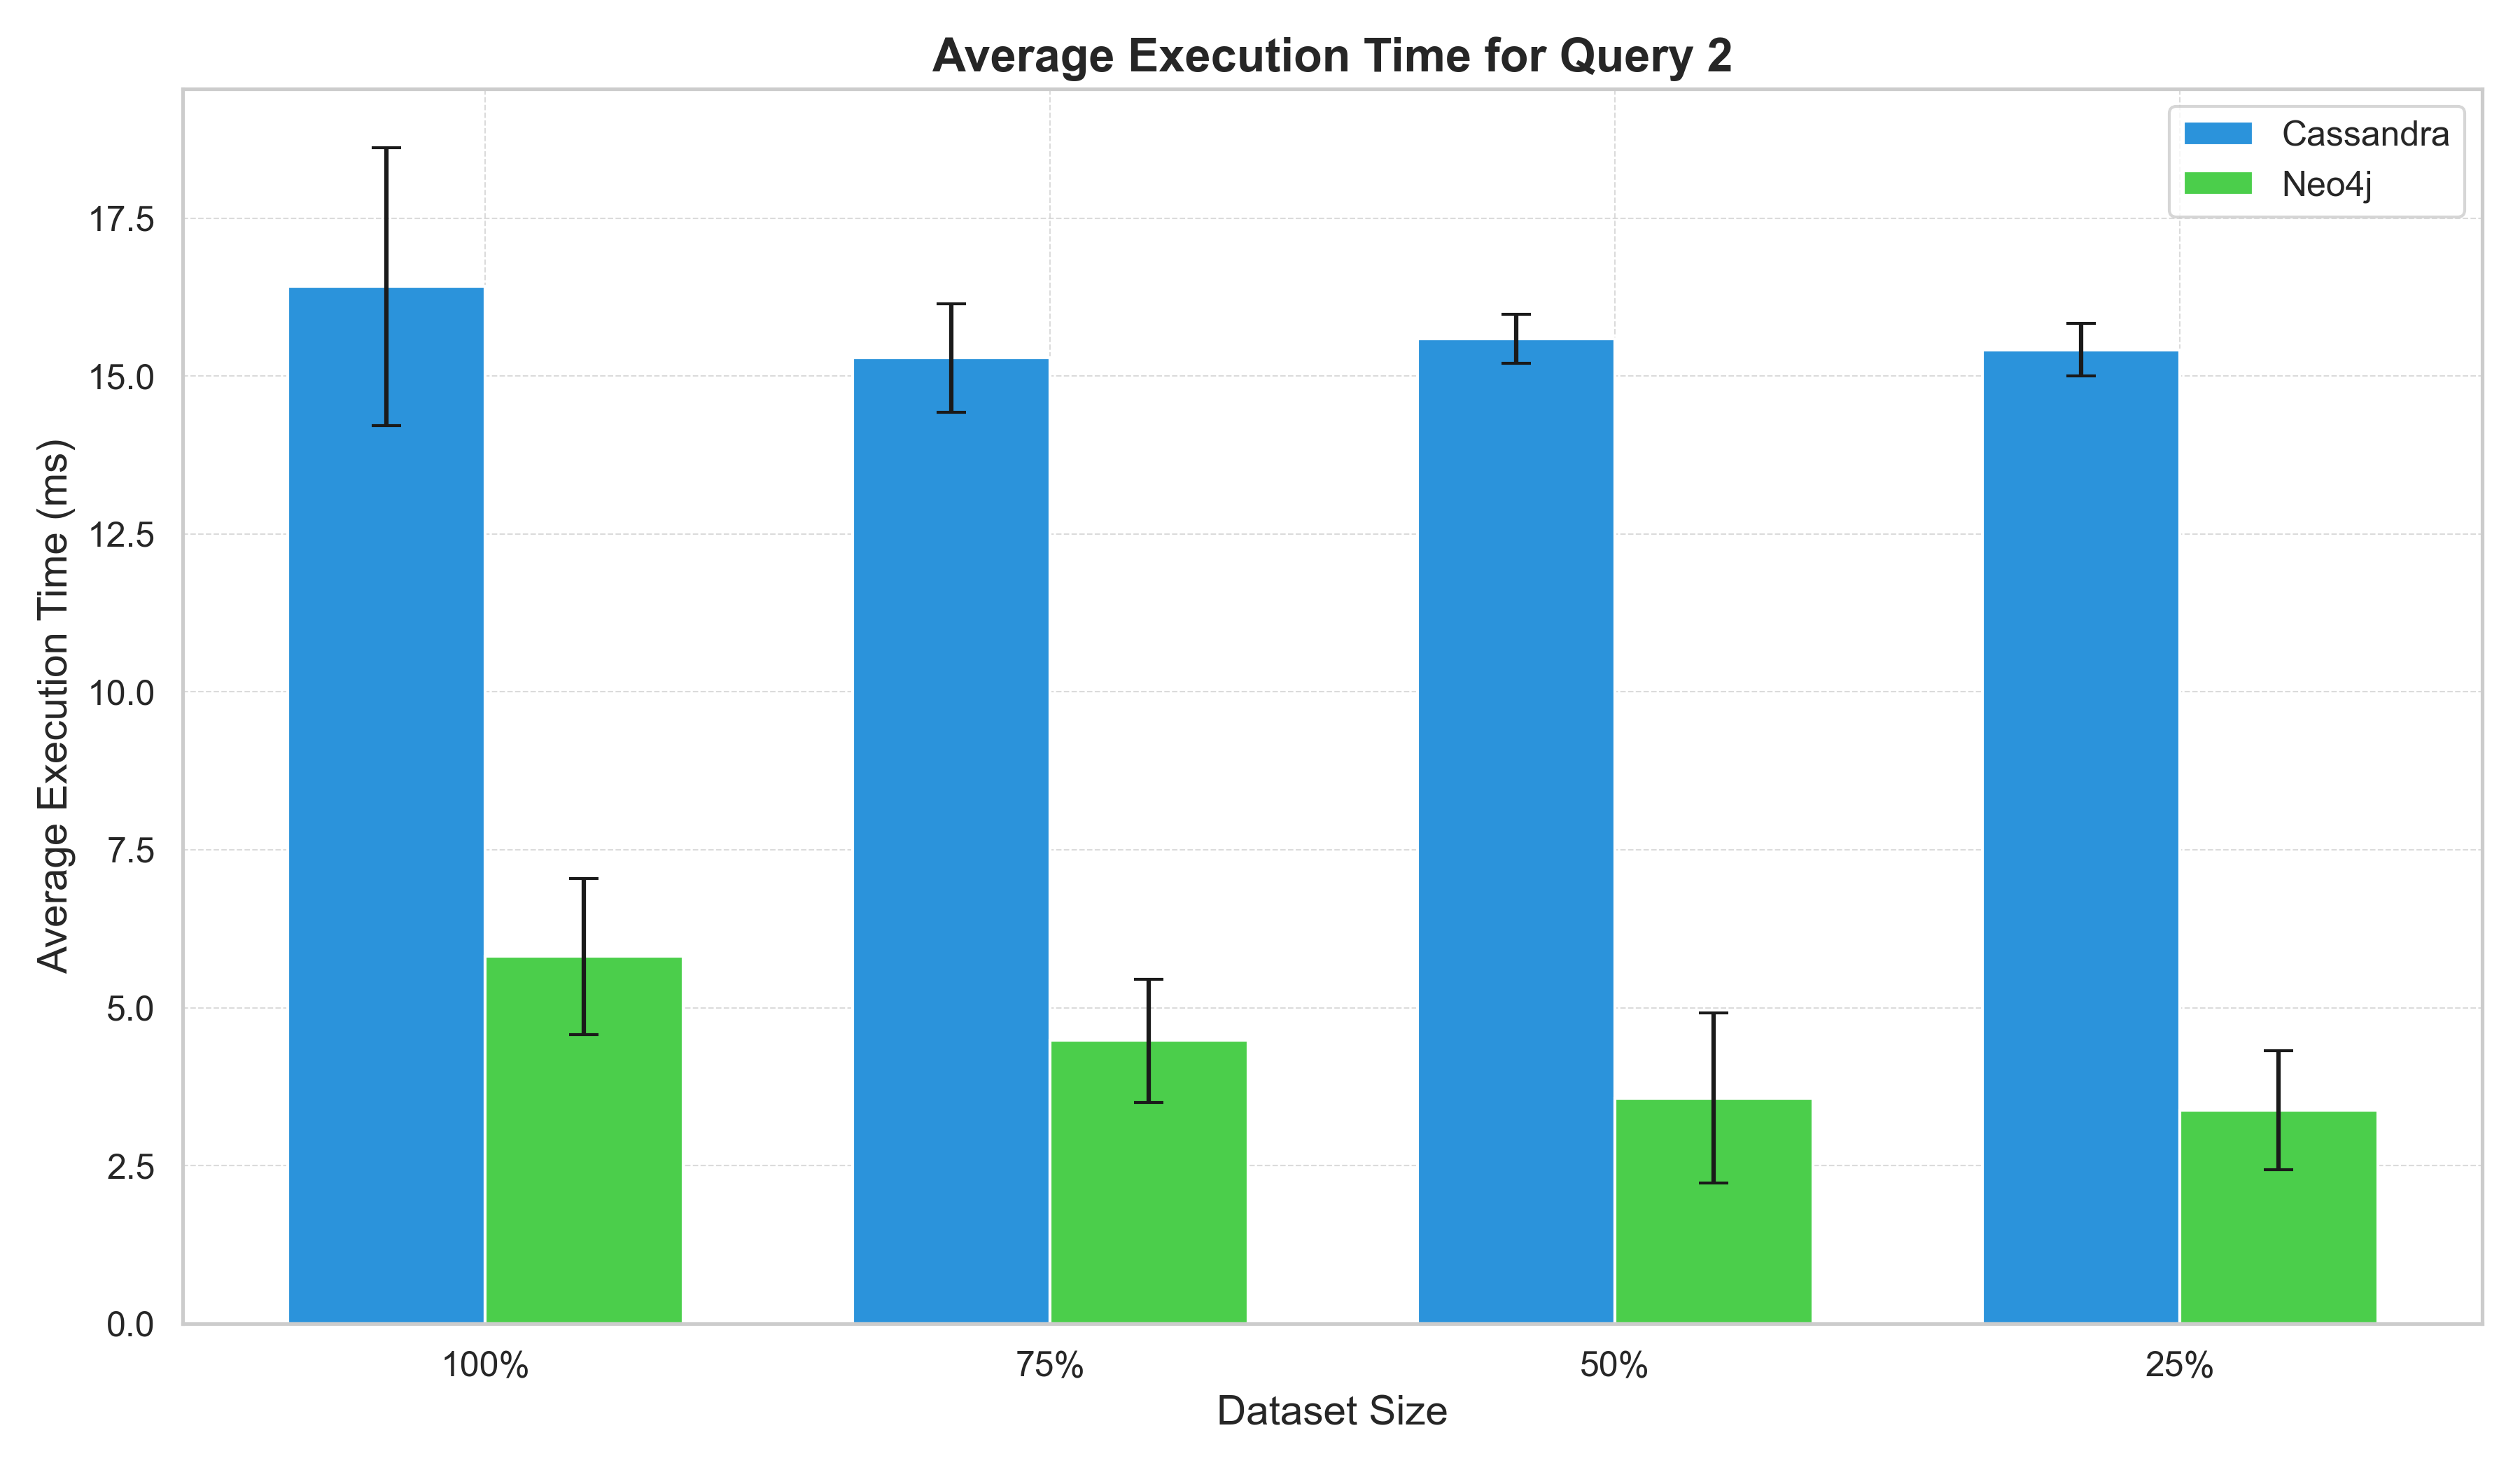 Average Execution Time for Query 2
Cassandra
Neo4j
Average Execution Time (ms)
17.5
15.0
12.5
10.0
7.5
5.0
2.5
0.0
100%
75%
50%
25%
Dataset Size